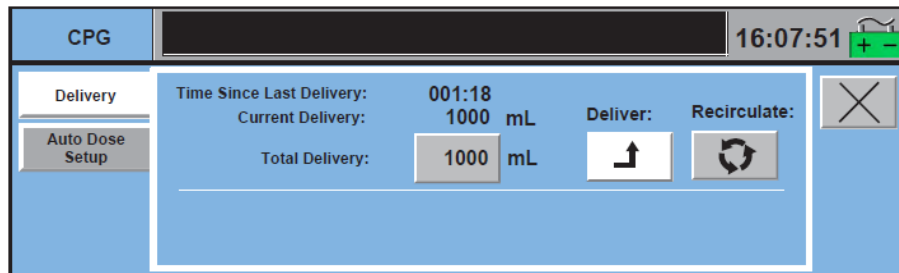 CPG
16:07:51
+ -
Delivery
Auto Dose
Setup
Time Since Last Delivery: 001:18
Current Delivery: 1000 mL
Total Delivery: 1000 mL
Deliver:
Recirculate: